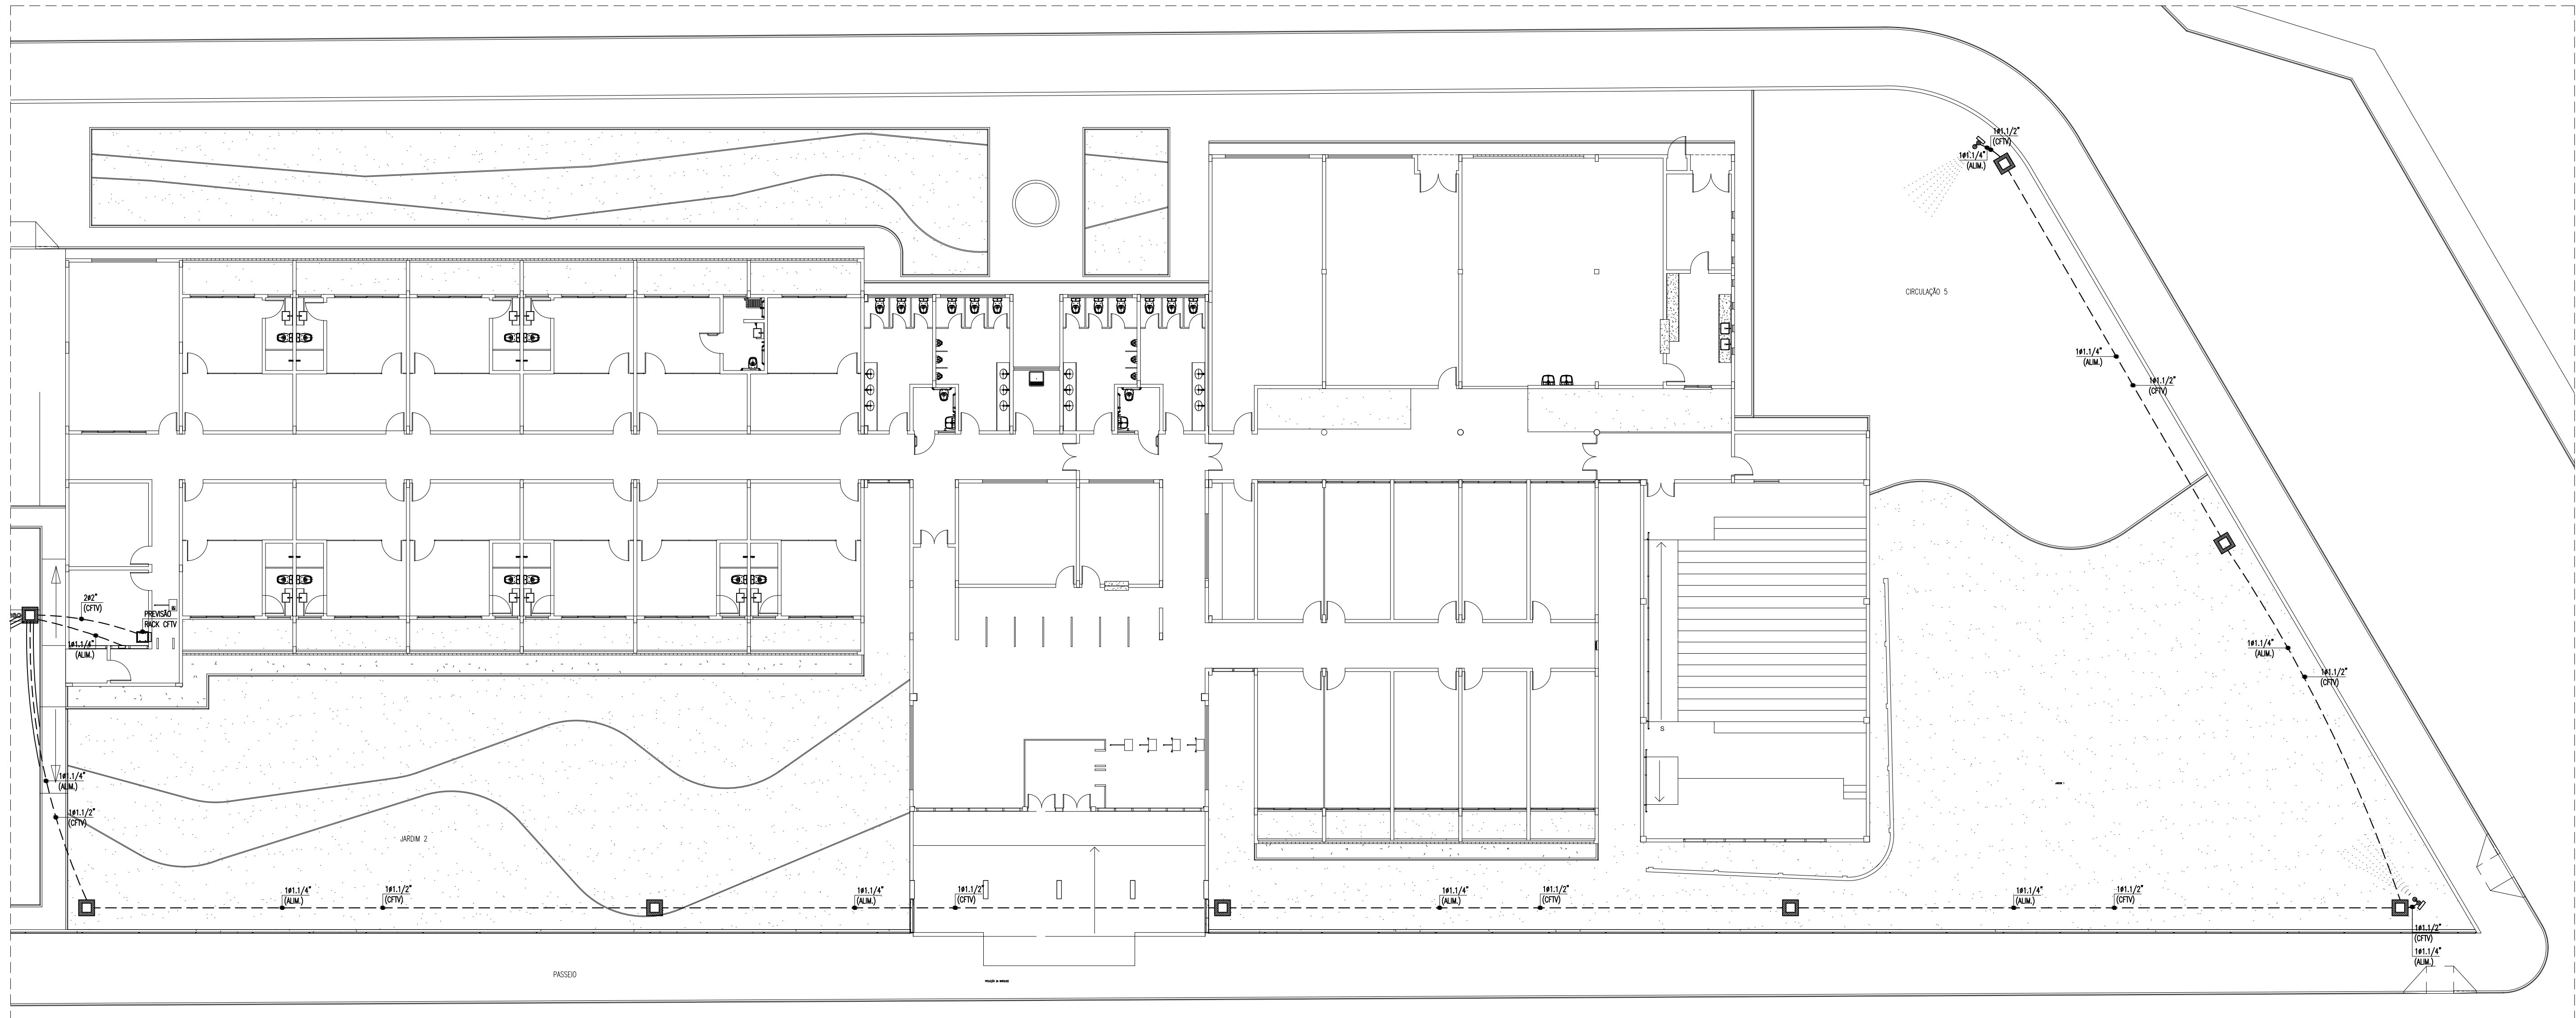 1ø1.1/2"
(CFTV)
1ø1.1/4"
(ALIM.)
CIRCULAÇÃO 5
1ø1.1/4"
(ALIM.)
1ø1.1/2"
(CFTV)
2ø2"
(CFTV)
PREVISÃO
RACK CFTV
1ø1.1/4"
(ALIM.)
1ø1.1/4"
(ALIM.)
1ø1.1/2"
(CFTV)
S
1ø1.1/4"
(ALIM.)
1ø1.1/2"
(CFTV)
JARDIM 2
1ø1.1/4"
(ALIM.)
1ø1.1/2"
(CFTV)
1ø1.1/4"
(ALIM.)
1ø1.1/2"
(CFTV)
1ø1.1/4"
(ALIM.)
1ø1.1/2"
(CFTV)
1ø1.1/4"
(ALIM.)
1ø1.1/2"
(CFTV)
1ø1.1/2"
(CFTV)
1ø1.1/4"
(ALIM.)
PASSEIO